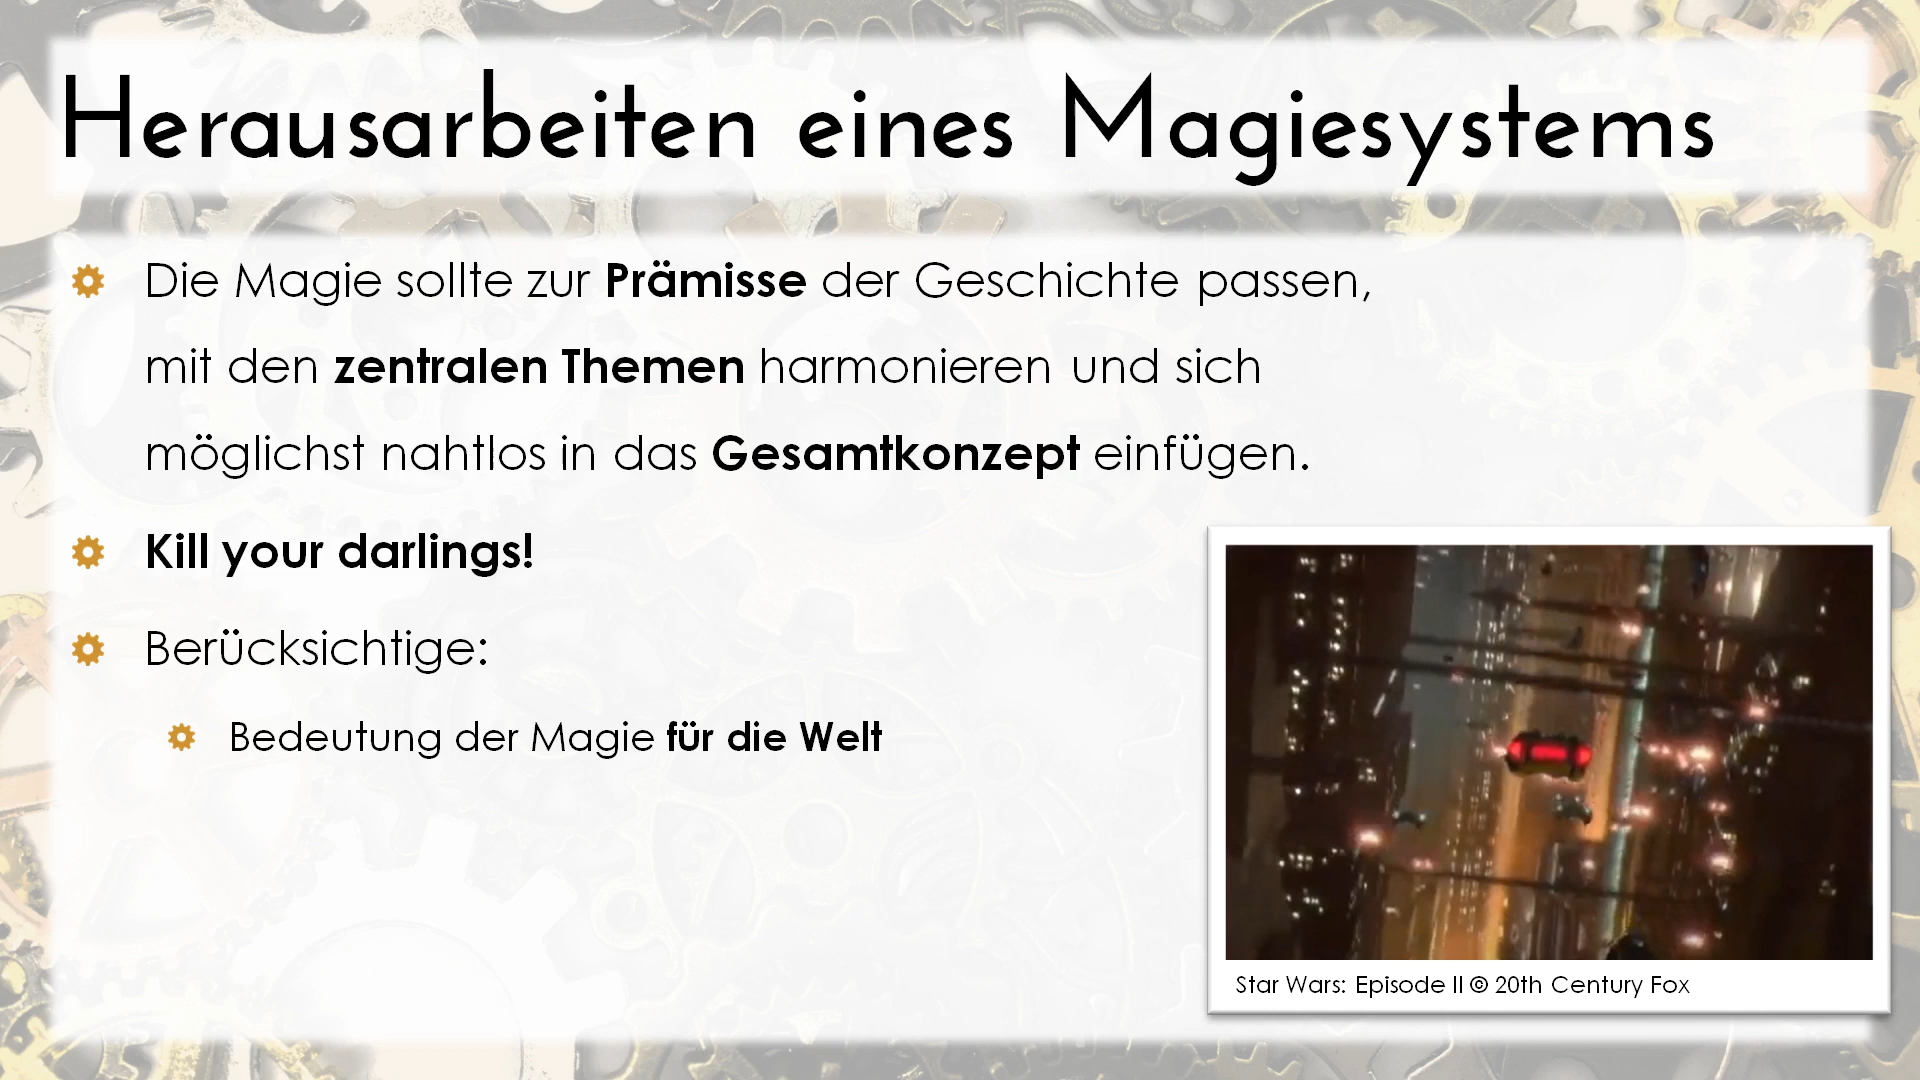 Herausarbeiten eines Magiesystems
Die Magie sollte zur Prämisse der Geschichte passen,
mit den zentralen Themen harmonieren und sich
möglichst nahtlos in das Gesamtkonzept einfügen.
Kill your darlings!
Berücksichtige:
Bedeutung der Magie für die Welt
Star Wars: Episode II © 20th Century Fox